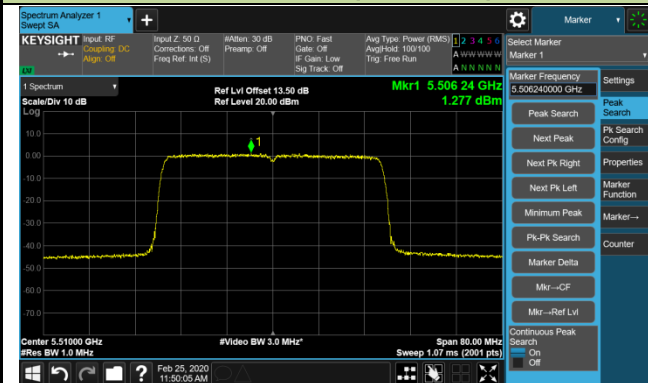 Spectrum Analyzer 1
Swept SA
+
Marker
KEYSIGHT
Input: RF
Coupling: DC
Align: Off
Input Z: 50 Ω
Corrections: Off
Freq Ref: Int (S)
#Atten: 30 dB
Preamp: Off
PNO: Fast
Gate: Off
IF Gain: Low
Sig Track: Off
Avg Type: Power (RMS)
Avg|Hold: 100/100
Trig: Free Run
1 2 3 4 5 6
A W W W W W
A N N N N N
LXI
Select Marker
Marker 1
1 Spectrum
Scale/Div 10 dB
Log
Ref Lvl Offset 13.50 dB
Ref Level 20.00 dBm
Mkr1 5.506 24 GHz
1.277 dBm
10.0
0.00
-10.0
-20.0
-30.0
-40.0
-50.0
-60.0
-70.0
1
Center 5.51000 GHz
#Res BW 1.0 MHz
#Video BW 3.0 MHz*
Span 80.00 MHz
Sweep 1.07 ms (2001 pts)
Marker Frequency
5.506240000 GHz
Peak Search
Next Peak
Next Pk Right
Next Pk Left
Minimum Peak
Pk-Pk Search
Marker Delta
Mkr→CF
Mkr→Ref Lvl
Continuous Peak
Search
On
Off
Settings
Peak
Search
Pk Search
Config
Properties
Marker
Function
Marker→
Counter
?
Feb 25, 2020
11:50:05 AM